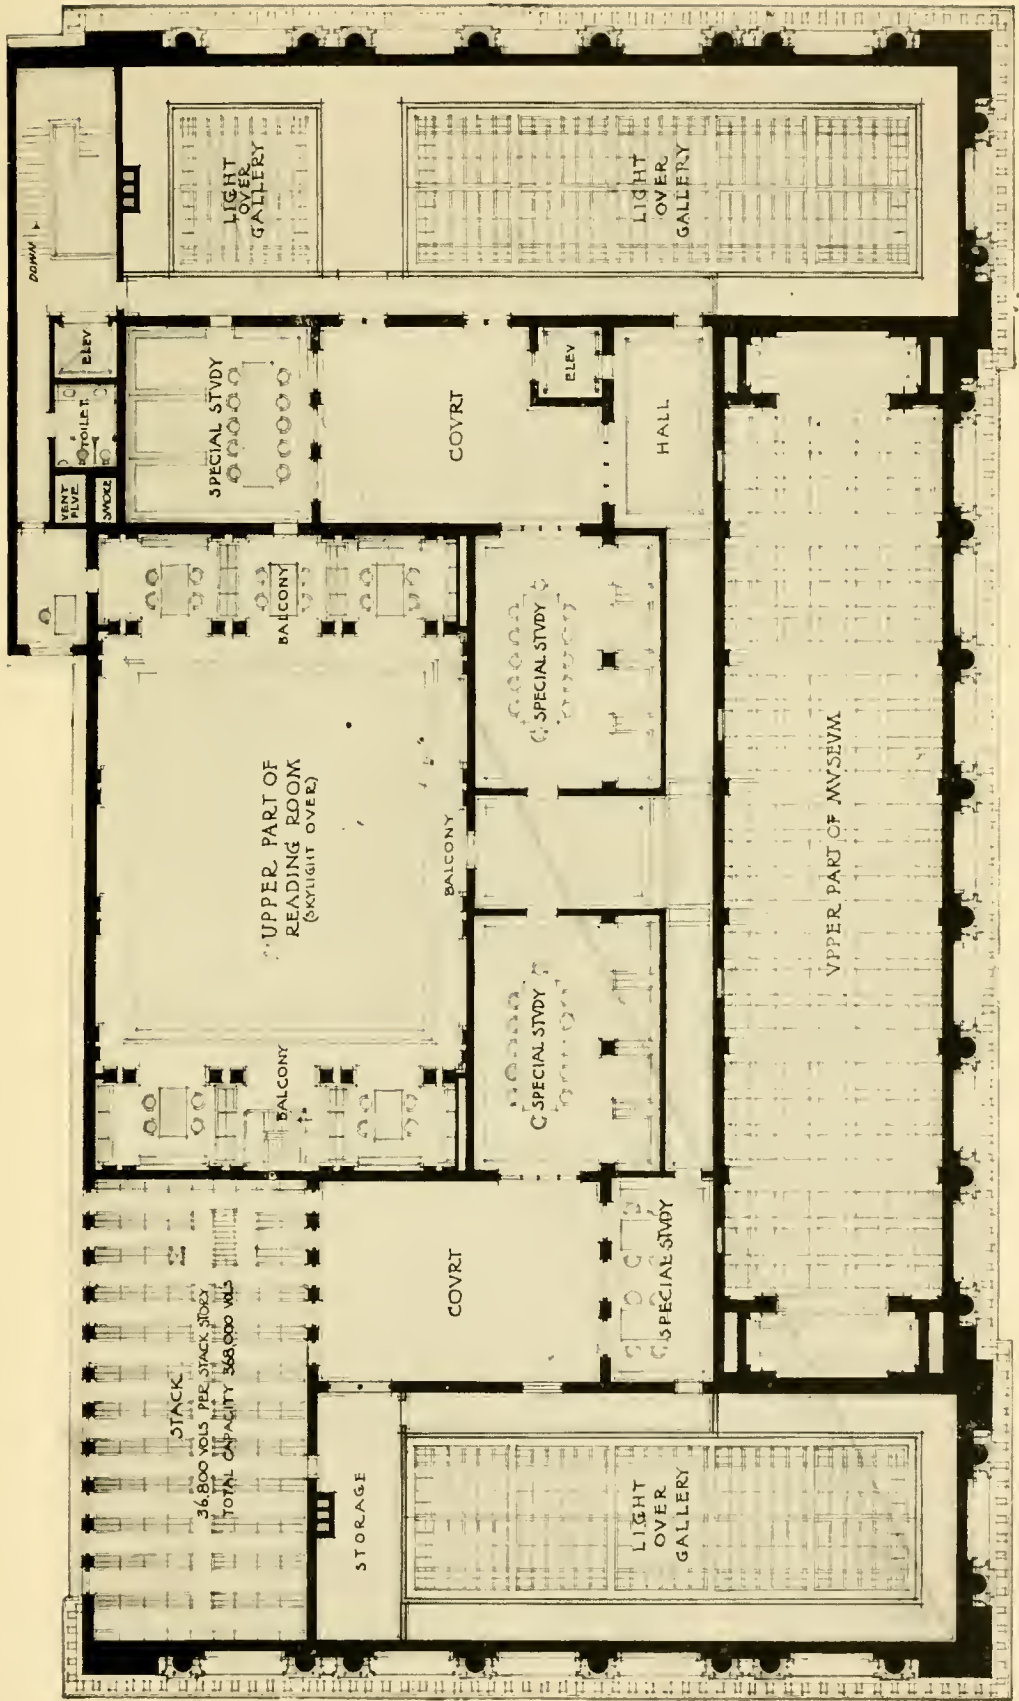 DOWN
LIGHT
OVER
GALLERY
LIGHT
OVER
GALLERY
ELEV
TOILET
VENT
FLVE
SMOKE
SPECIAL STVDY
COVRT
ELEV
HALL
BALCONY
SPECIAL STVDY
UPPER PART OF
READING ROOM
(SKYLIGHT OVER)
BALCONY
VPPER PART OF MVSEVM
BALCONY
SPECIAL STVDY
STACK
36.800 VOLS PER STACK STORY
TOTAL CAPACITY 368,000 VOLS
COVRT
SPECIAL STVDY
STORAGE
LIGHT
OVER
GALLERY